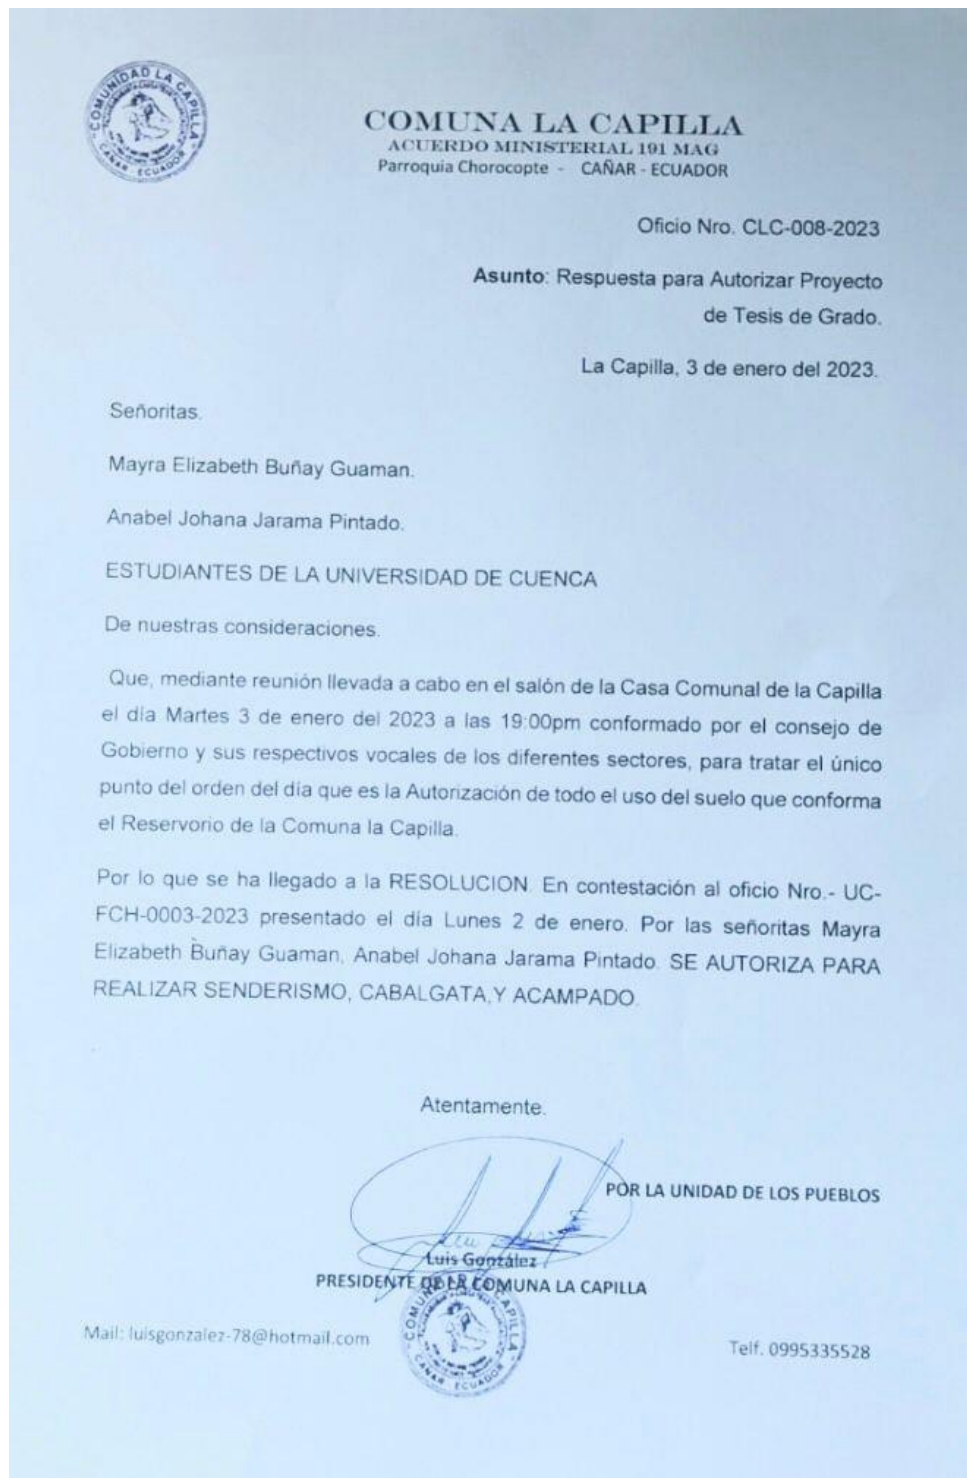 COMUNIDAD LA CAPILLA
CAÑAR - ECUADOR
COMUNA LA CAPILLA
ACUERDO MINISTERIAL 191 MAG
Parroquia Chorocopte - CAÑAR - ECUADOR
Oficio Nro. CLC-008-2023
Asunto: Respuesta para Autorizar Proyecto
de Tesis de Grado.
La Capilla, 3 de enero del 2023.
Señoritas.
Mayra Elizabeth Buñay Guaman.
Anabel Johana Jarama Pintado.
ESTUDIANTES DE LA UNIVERSIDAD DE CUENCA
De nuestras consideraciones.
Que, mediante reunión llevada a cabo en el salón de la Casa Comunal de la Capilla
el día Martes 3 de enero del 2023 a las 19:00pm conformado por el consejo de
Gobierno y sus respectivos vocales de los diferentes sectores, para tratar el único
punto del orden del día que es la Autorización de todo el uso del suelo que conforma
el Reservorio de la Comuna la Capilla.
Por lo que se ha llegado a la RESOLUCION. En contestación al oficio Nro.- UC-
FCH-0003-2023 presentado el día Lunes 2 de enero. Por las señoritas Mayra
Elizabeth Buñay Guaman, Anabel Johana Jarama Pintado. SE AUTORIZA PARA
REALIZAR SENDERISMO, CABALGATA,Y ACAMPADO.
Atentamente.
POR LA UNIDAD DE LOS PUEBLOS
Luis González
PRESIDENTE DE LA COMUNA LA CAPILLA
Mail: luisgonzalez-78@hotmail.com
CAÑAR - ECUADOR
Telf. 0995335528